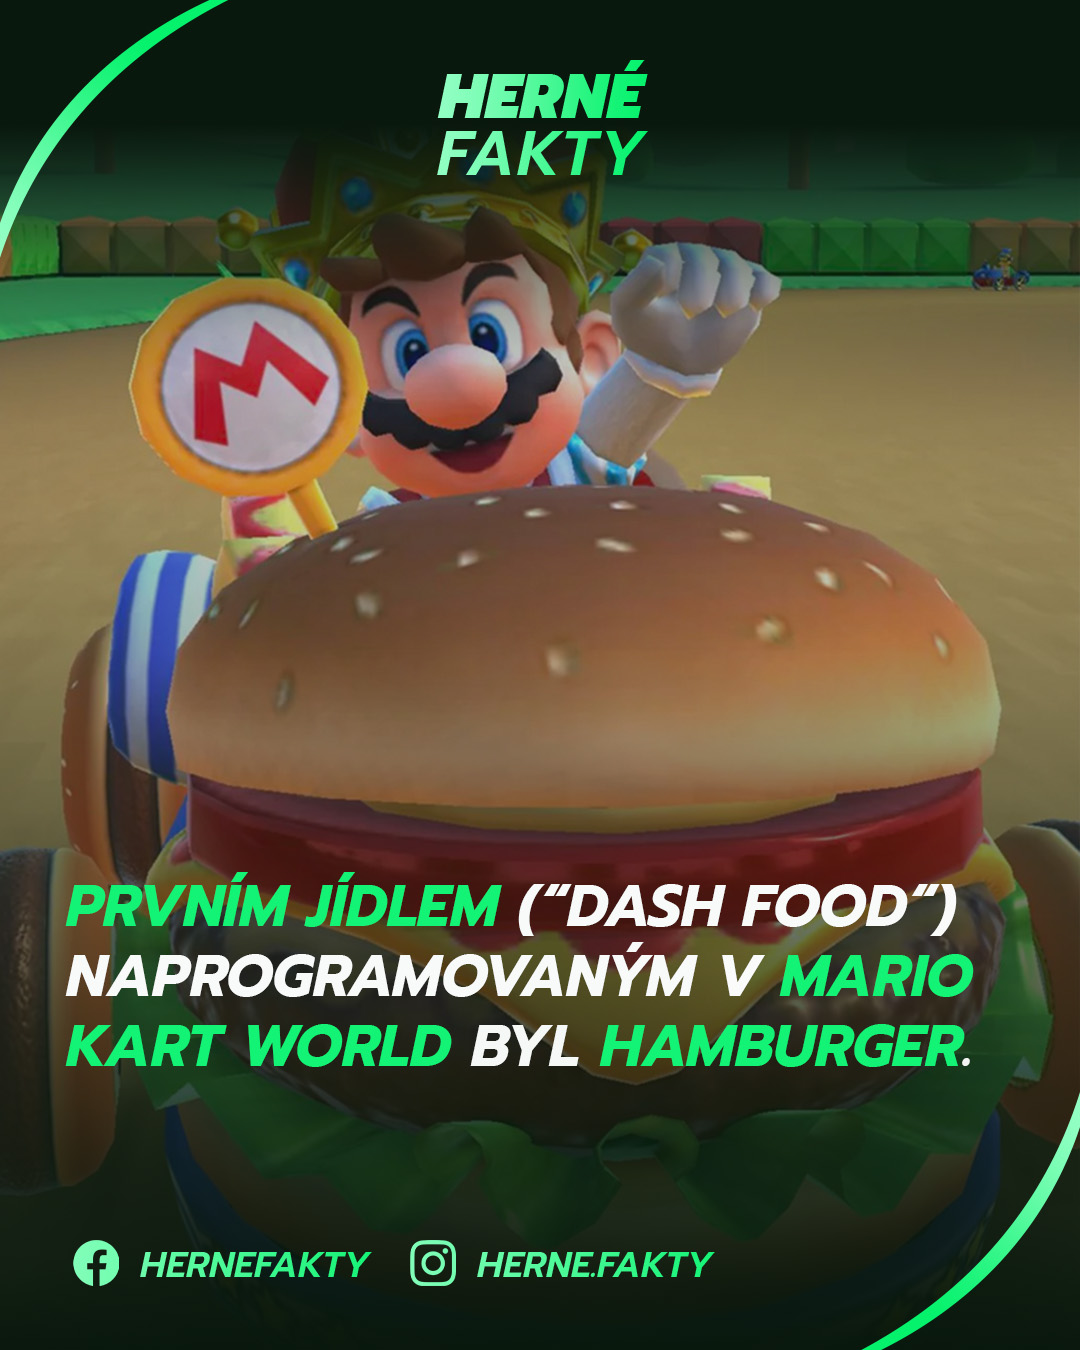 HERNÉ
FAKTY
M
PRVNÍM JÍDLEM (“DASH FOOD”)
NAPROGRAMOVANÝM V MARIO
KART WORLD BYL HAMBURGER.
HERNEFAKTY HERNE.FAKTY